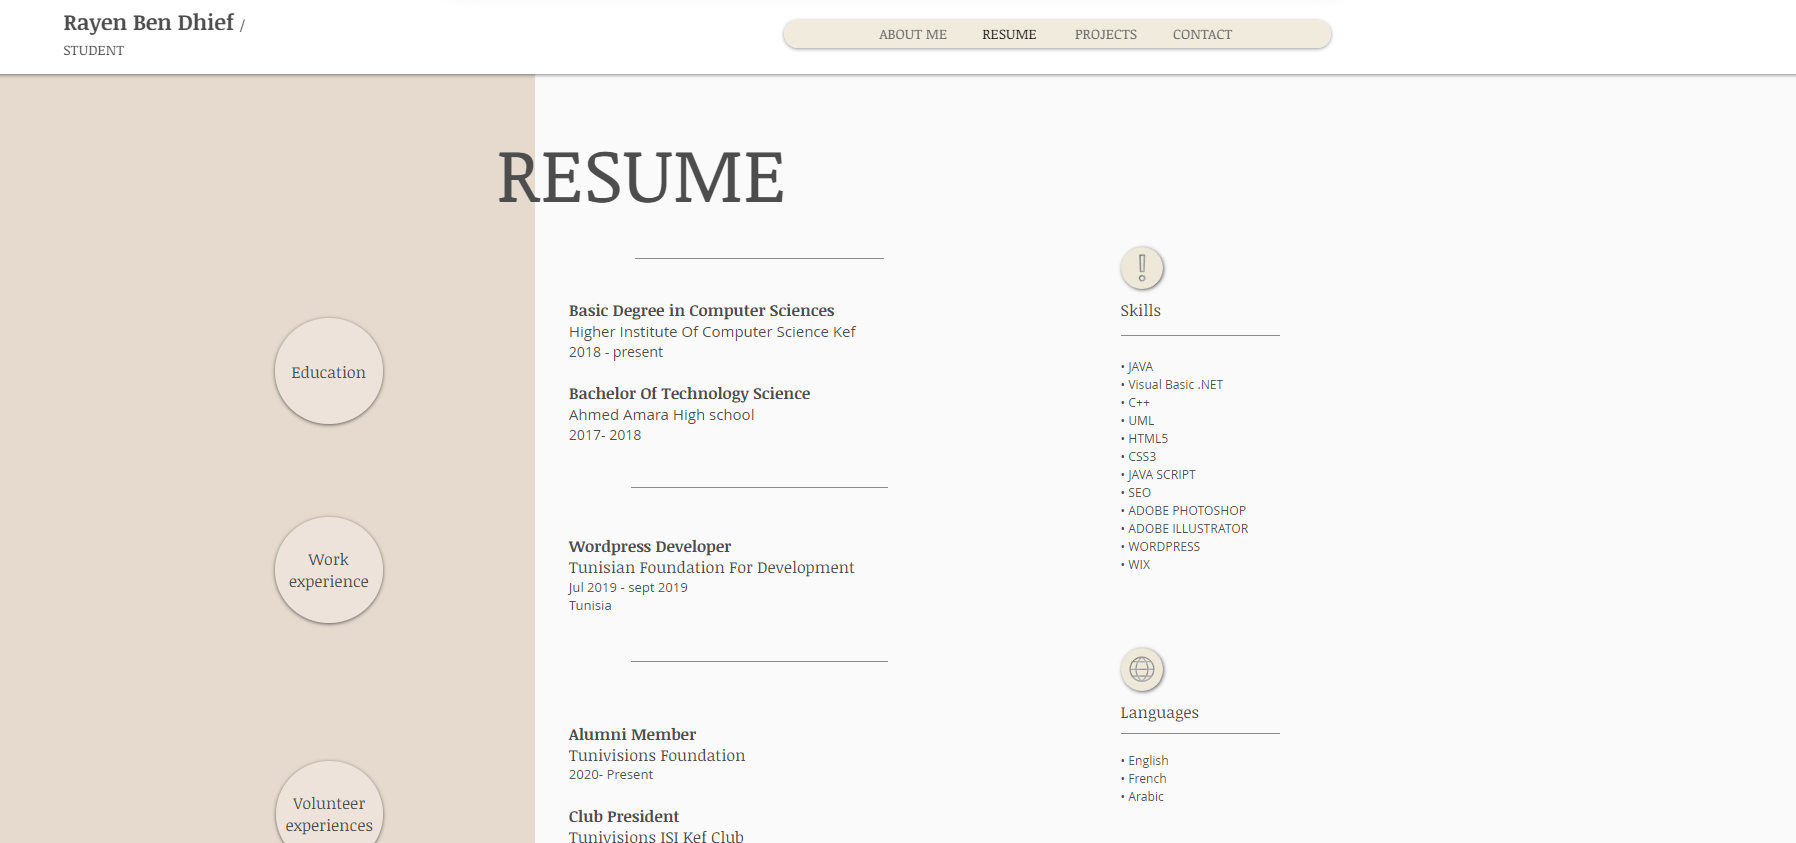 Rayen Ben Dhief /
STUDENT
ABOUT ME RESUME PROJECTS CONTACT
RESUME
Education
Basic Degree in Computer Sciences
Higher Institute Of Computer Science Kef
2018 - present
Bachelor Of Technology Science
Ahmed Amara High school
2017- 2018
Work
experience
Wordpress Developer
Tunisian Foundation For Development
Jul 2019 - sept 2019
Tunisia
Volunteer
experiences
Alumni Member
Tunivisions Foundation
2020- Present
Club President
Tunivisions ISI Kef Club
Skills
• JAVA
• Visual Basic .NET
• C++
• UML
• HTML5
• CSS3
• JAVA SCRIPT
• SEO
• ADOBE PHOTOSHOP
• ADOBE ILLUSTRATOR
• WORDPRESS
• WIX
Languages
• English
• French
• Arabic